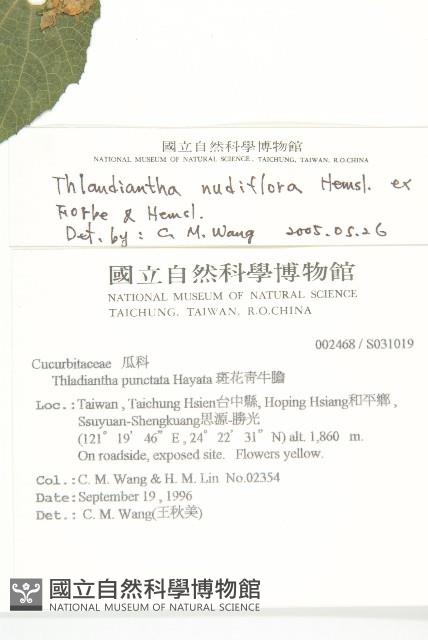 國立自然科學博物館
NATIONAL MUSEUM OF NATURAL SCIENCE, TAICHUNG, TAIWAN, R.O.CHINA
Thlandiantha nudiflora Hemsl. ex
Forbe & Hemsl.
Det. by : C. M. Wang 2005.05.26
國立自然科學博物館
NATIONAL MUSEUM OF NATURAL SCIENCE
TAICHUNG, TAIWAN, R.O.CHINA
002468 / S031019
Cucurbitaceae 瓜科
Thladiantha punctata Hayata 斑花青牛膽
Loc.:Taiwan , Taichung Hsien台中縣, Hoping Hsiang和平鄉 ,
Ssuyuan-Shengkuang思源-勝光
(121° 19' 46" E , 24° 22' 31" N) alt. 1,860 m.
On roadside, exposed site. Flowers yellow.
Col.:C. M. Wang & H. M. Lin No.02354
Date:September 19 , 1996
Det.: C. M. Wang(王秋美)
國立自然科學博物館
NATIONAL MUSEUM OF NATURAL SCIENCE